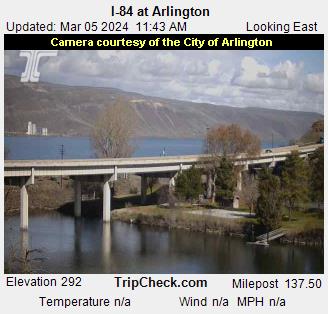 I-84 at Arlington
Updated: Mar 05 2024 11:43 AM Looking East
Camera courtesy of the City of Arlington
Elevation 292 TripCheck.com Milepost 137.50
Temperature n/a Wind n/a MPH n/a